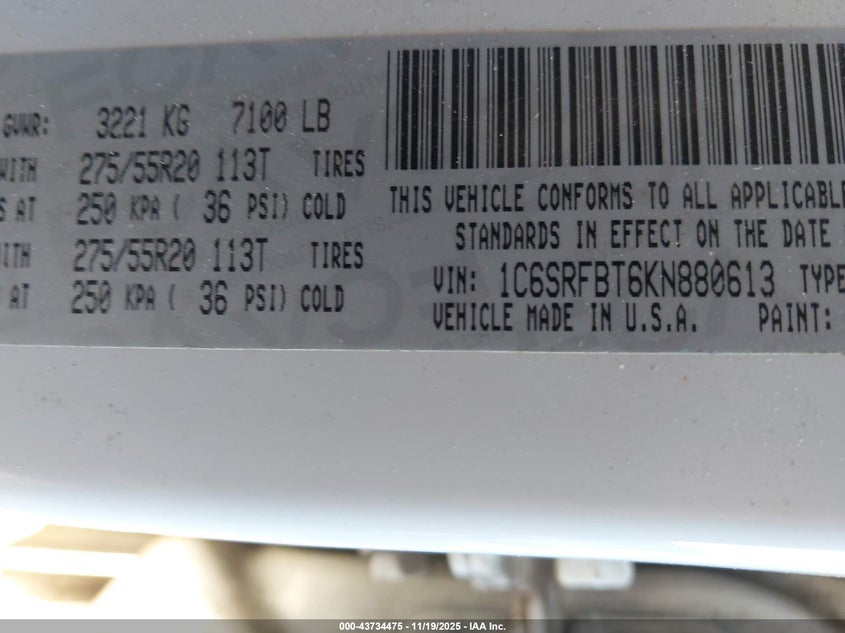 GVWR: 3221 KG 7100 LB
WITH 275/55R20 113T TIRES
AT 250 KPA ( 36 PSI) COLD
WITH 275/55R20 113T TIRES
AT 250 KPA ( 36 PSI) COLD
THIS VEHICLE CONFORMS TO ALL APPLICABLE
STANDARDS IN EFFECT ON THE DATE
VIN: 1C6SRFBT6KN880613 TYPE
VEHICLE MADE IN U.S.A. PAINT:
000-43734475 - 11/19/2025 - IAA Inc.